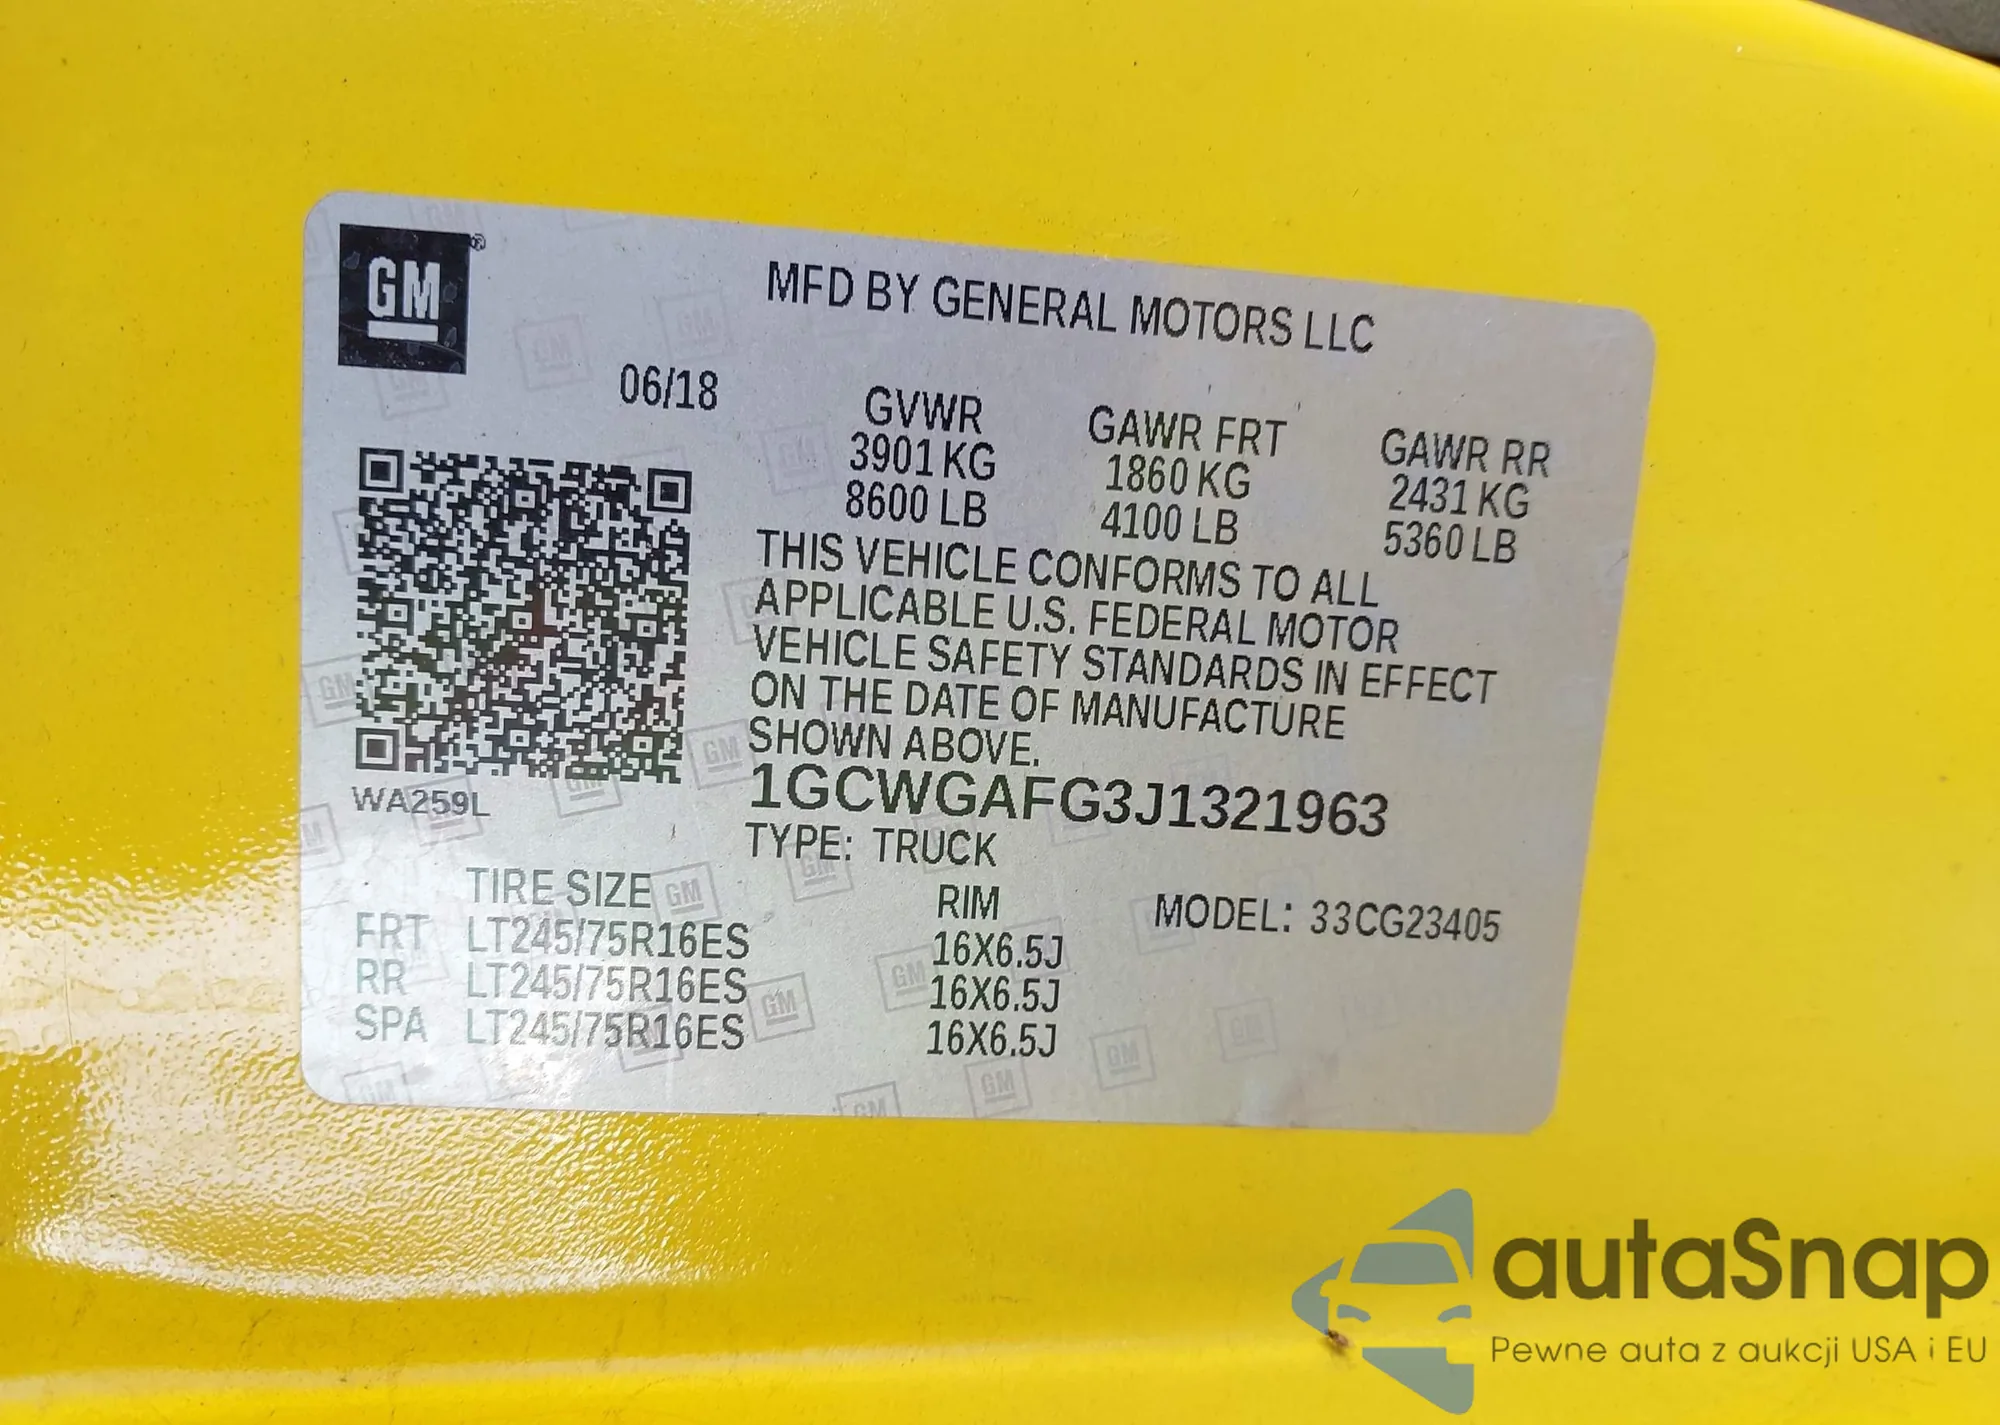 GM
MFD BY GENERAL MOTORS LLC
06/18
GVWR GAWR FRT GAWR RR
3901 KG 1860 KG 2431 KG
8600 LB 4100 LB 5360 LB
THIS VEHICLE CONFORMS TO ALL
APPLICABLE U.S. FEDERAL MOTOR
VEHICLE SAFETY STANDARDS IN EFFECT
ON THE DATE OF MANUFACTURE
SHOWN ABOVE.
1GCWGAFG3J1321963
WA259L
TYPE: TRUCK
TIRE SIZE RIM MODEL: 33CG23405
FRT LT245/75R16ES 16X6.5J
RR LT245/75R16ES 16X6.5J
SPA LT245/75R16ES 16X6.5J
autaSnap
Pewne auta z aukcji USA i EU